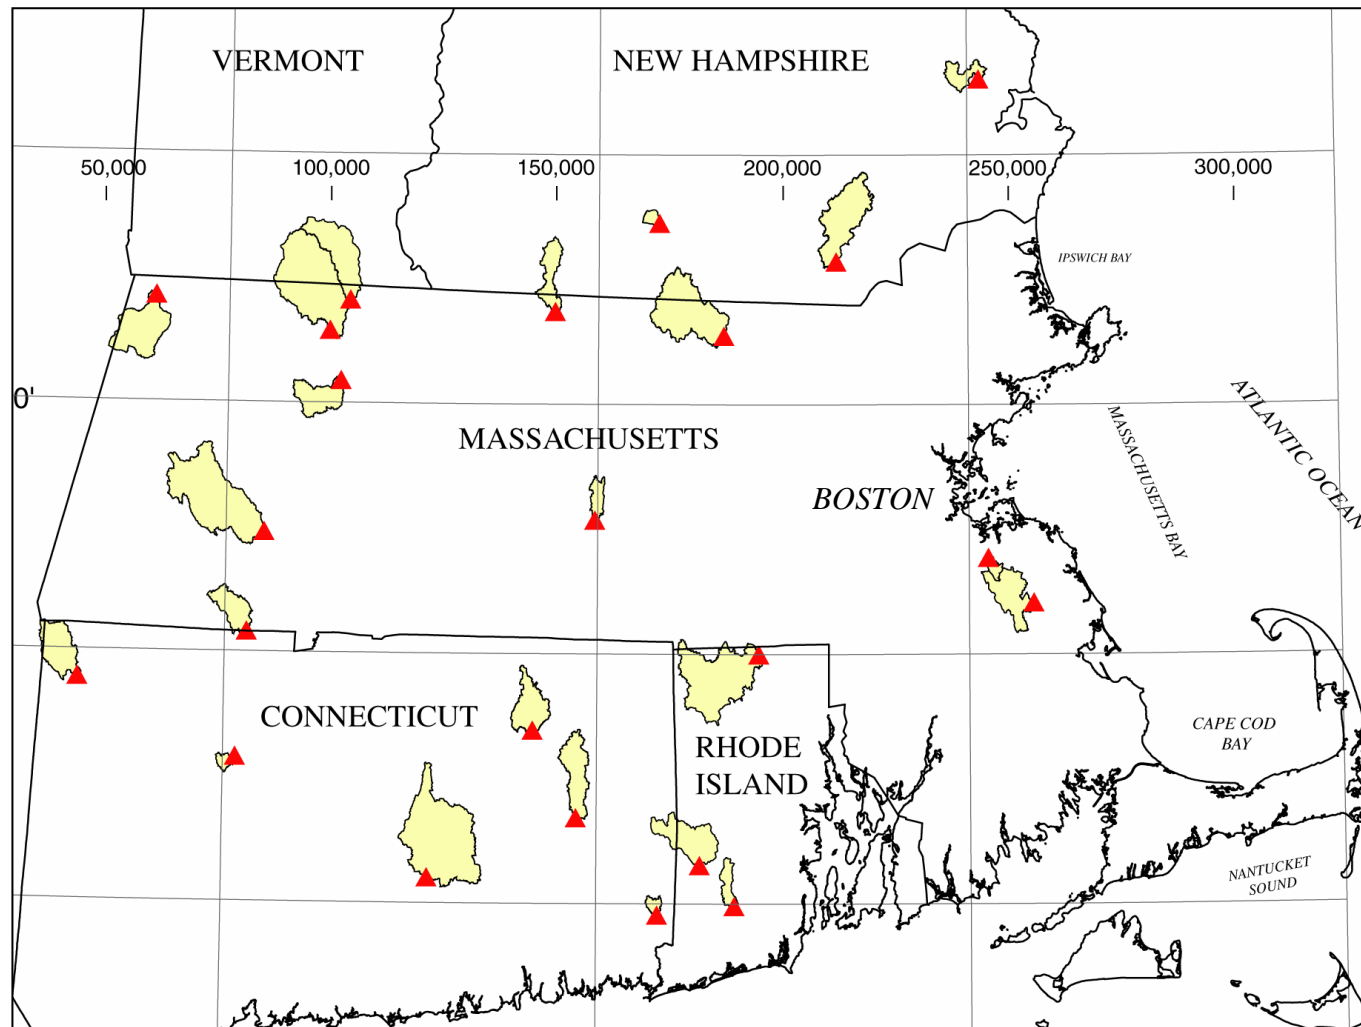 VERMONT
NEW HAMPSHIRE
50,000
100,000
150,000
200,000
250,000
300,000
IPSWICH BAY
0'
ATLANTIC OCEAN
MASSACHUSETTS
MASSACHUSETTS BAY
BOSTON
CONNECTICUT
RHODE
ISLAND
CAPE COD
BAY
NANTUCKET
SOUND